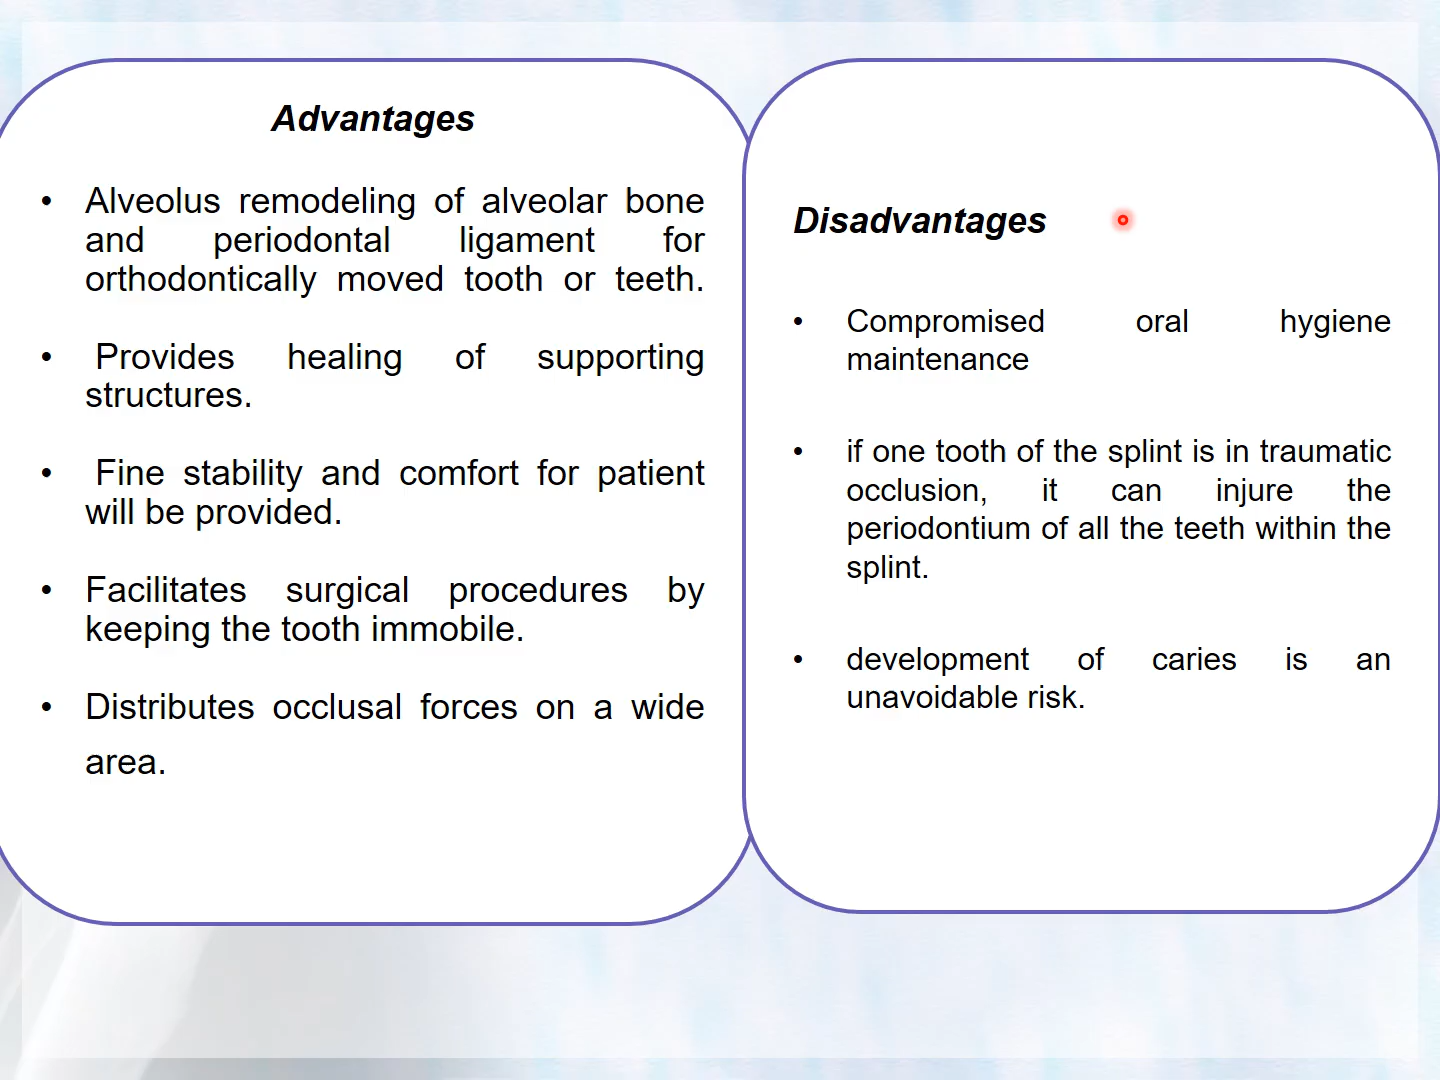 Advantages
• Alveolus remodeling of alveolar bone
and periodontal ligament for
orthodontically moved tooth or teeth.
• Provides healing of supporting
structures.
• Fine stability and comfort for patient
will be provided.
• Facilitates surgical procedures by
keeping the tooth immobile.
• Distributes occlusal forces on a wide
area.
Disadvantages
• Compromised oral hygiene
maintenance
• if one tooth of the splint is in traumatic
occlusion, it can injure the
periodontium of all the teeth within the
splint.
• development of caries is an
unavoidable risk.